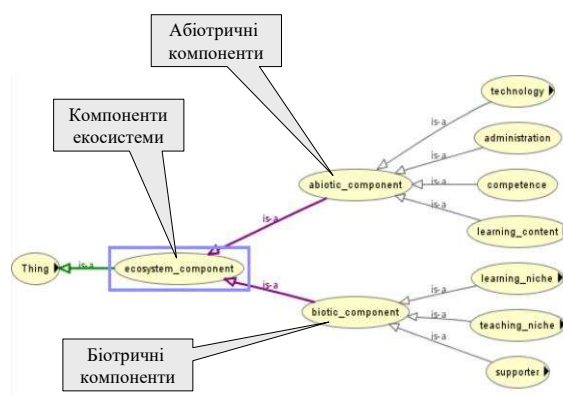 Абіотричні
компоненти
Компоненти
екосистеми
technology
is-a
administration
is-a
abiotic_component
is-a
competence
is-a
learning_content
is-a
Thing
is-a
ecosystem_component
is-a
learning_niche
is-a
biotic_component
is-a
teaching_niche
is-a
supporter
Біотричні
компоненти